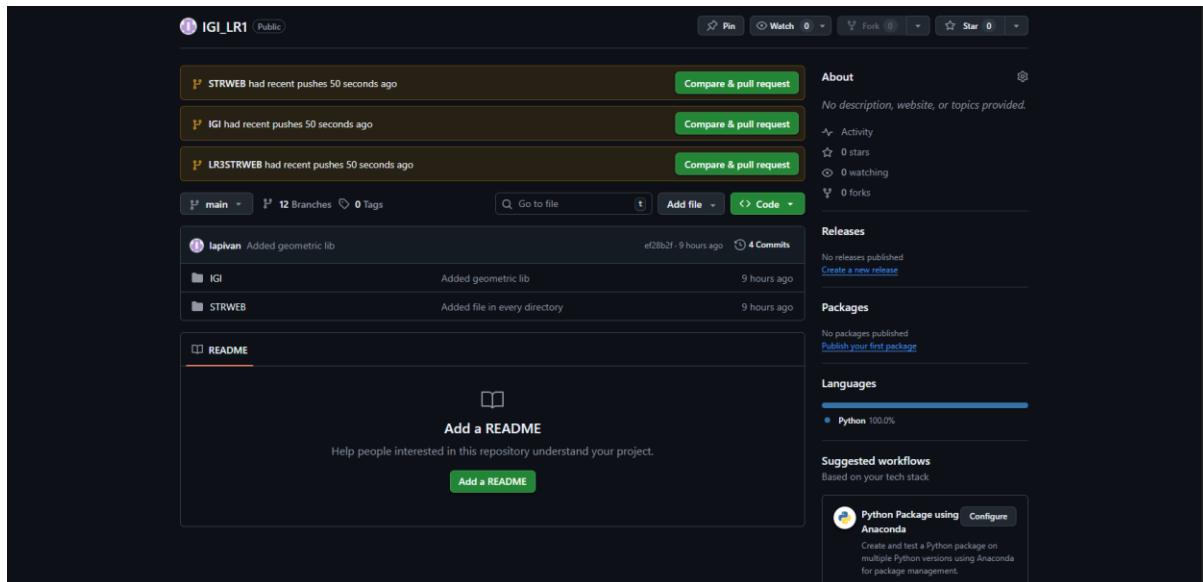 IGI_LR1 Public
Pin
Watch 0
Fork 0
Star 0
STRWEB had recent pushes 50 seconds ago
Compare & pull request
IGI had recent pushes 50 seconds ago
Compare & pull request
LR3STRWEB had recent pushes 50 seconds ago
Compare & pull request
main 12 Branches 0 Tags
Go to file t
Add file
Code
lapivan Added geometric lib ef28b2f · 9 hours ago 4 Commits
IGI Added geometric lib 9 hours ago
STRWEB Added file in every directory 9 hours ago
README
Add a README
Help people interested in this repository understand your project.
Add a README
About
No description, website, or topics provided.
Activity
0 stars
0 watching
0 forks
Releases
No releases published
Create a new release
Packages
No packages published
Publish your first package
Languages
Python 100.0%
Suggested workflows
Based on your tech stack
Python Package using Anaconda
Configure
Create and test a Python package on
multiple Python versions using Anaconda
for package management.